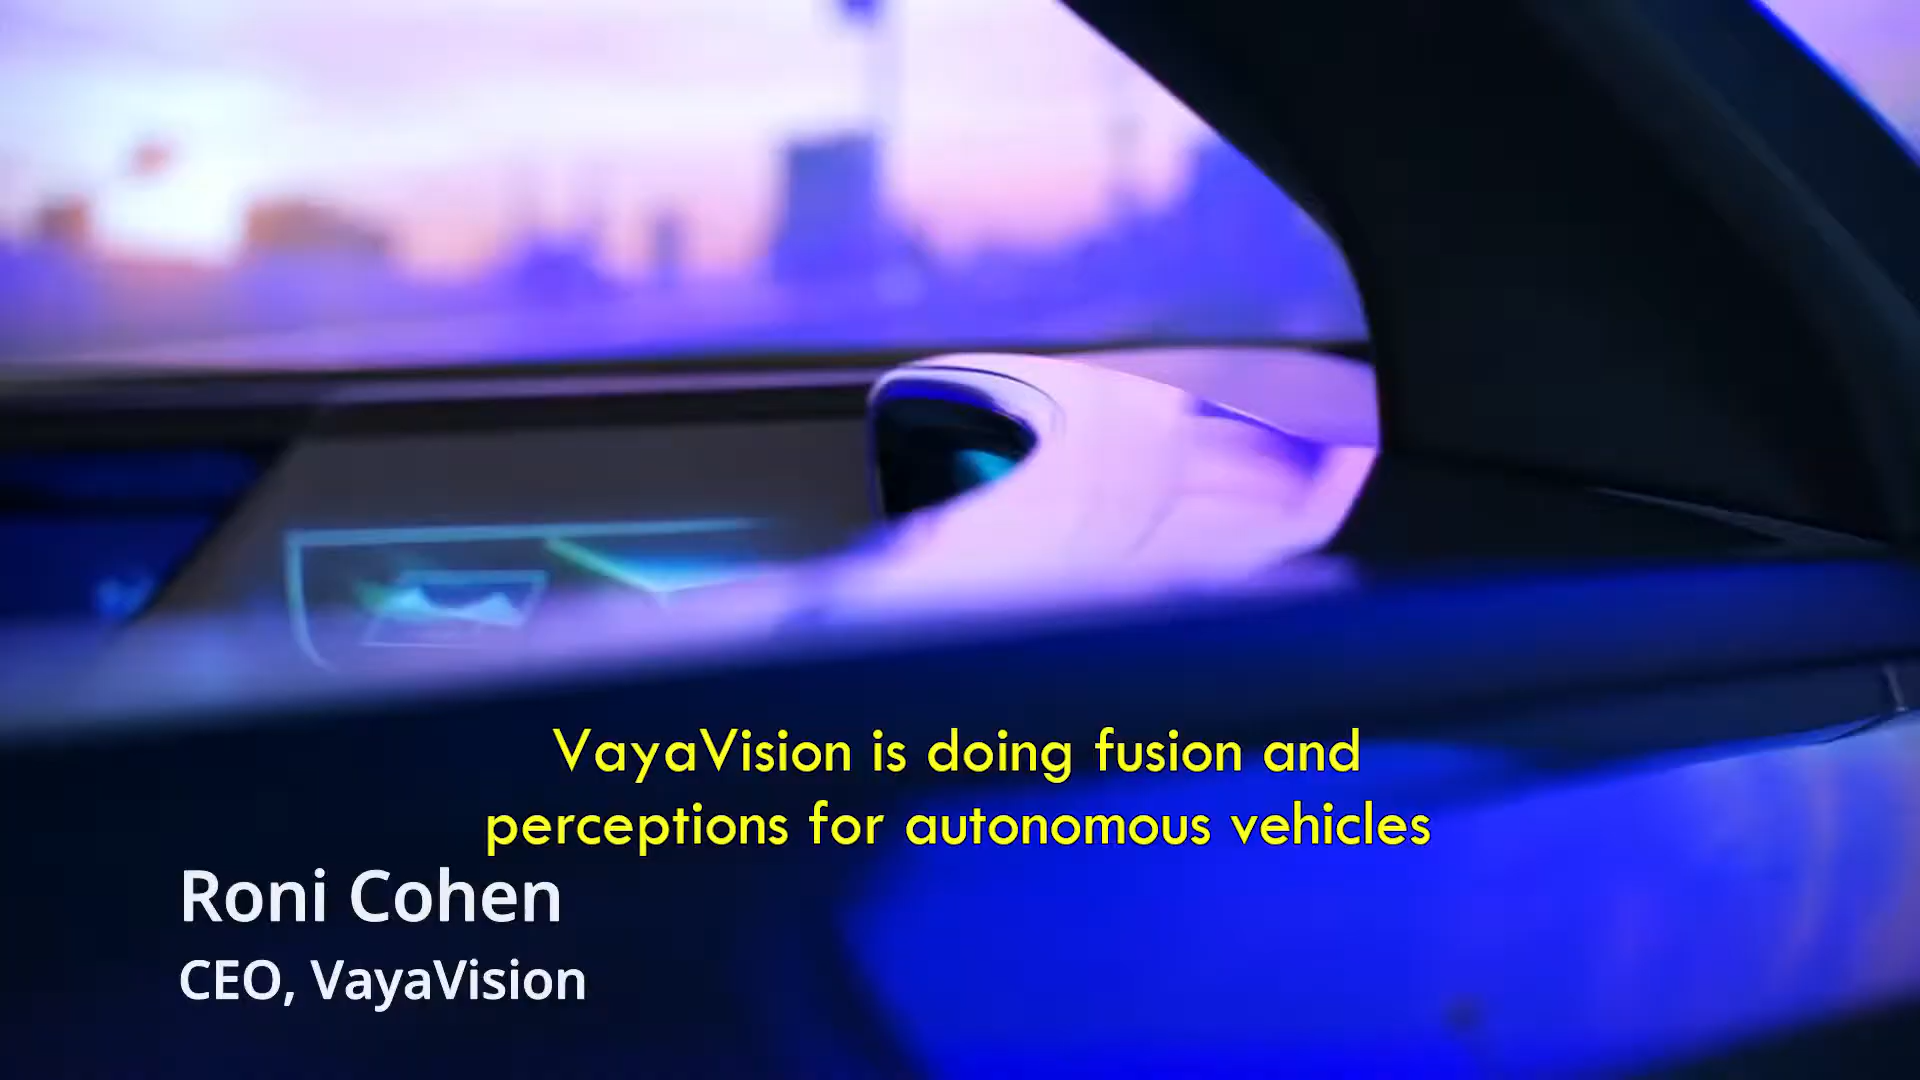 VayaVision is doing fusion and
perceptions for autonomous vehicles
Roni Cohen
CEO, VayaVision